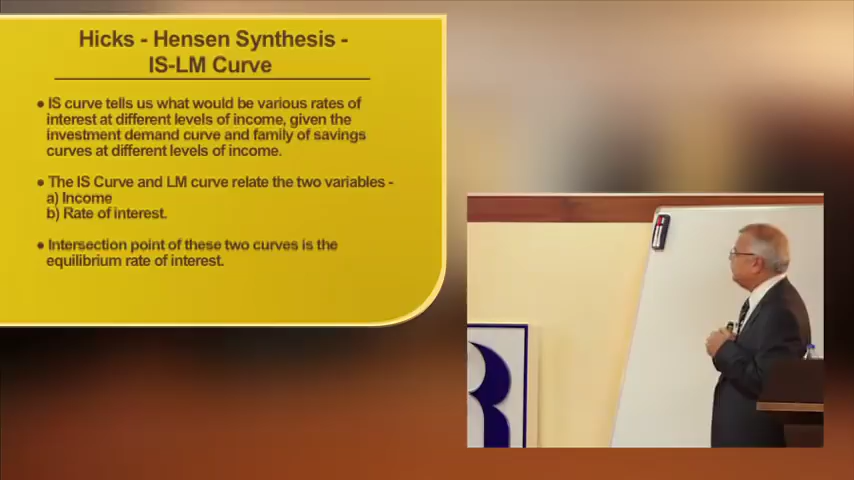 Hicks - Hensen Synthesis -
IS-LM Curve
● IS curve tells us what would be various rates of
interest at different levels of income, given the
investment demand curve and family of savings
curves at different levels of income.
● The IS Curve and LM curve relate the two variables -
a) Income
b) Rate of interest.
● Intersection point of these two curves is the
equilibrium rate of interest.